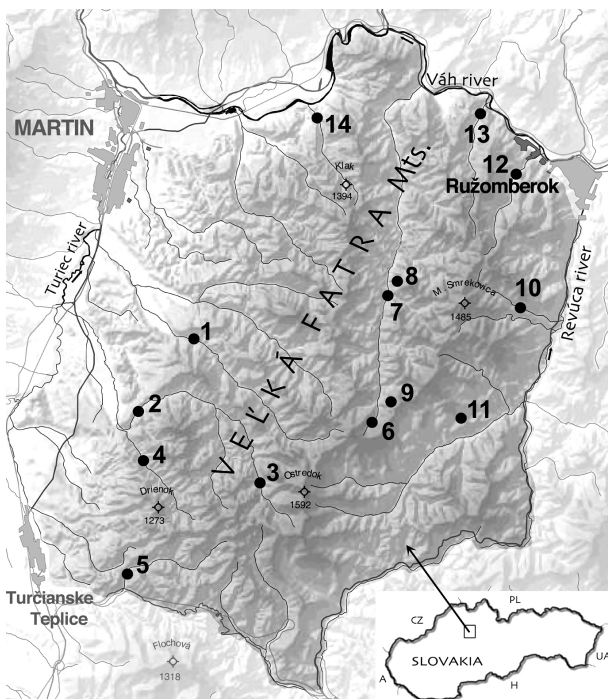 Váh river
MARTIN
14
13
Klak
1394
12
Ružomberok
VEĽKÁ FATRA Mts.
Turiec river
Revúca river
8
7
M. Smrekovica
1485
10
1
2
9
6
11
4
3
Ostredok
1592
Drienok
1273
5
Turčianske
Teplice
Flochová
1318
CZ
PL
SLOVAKIA
UA
A
H